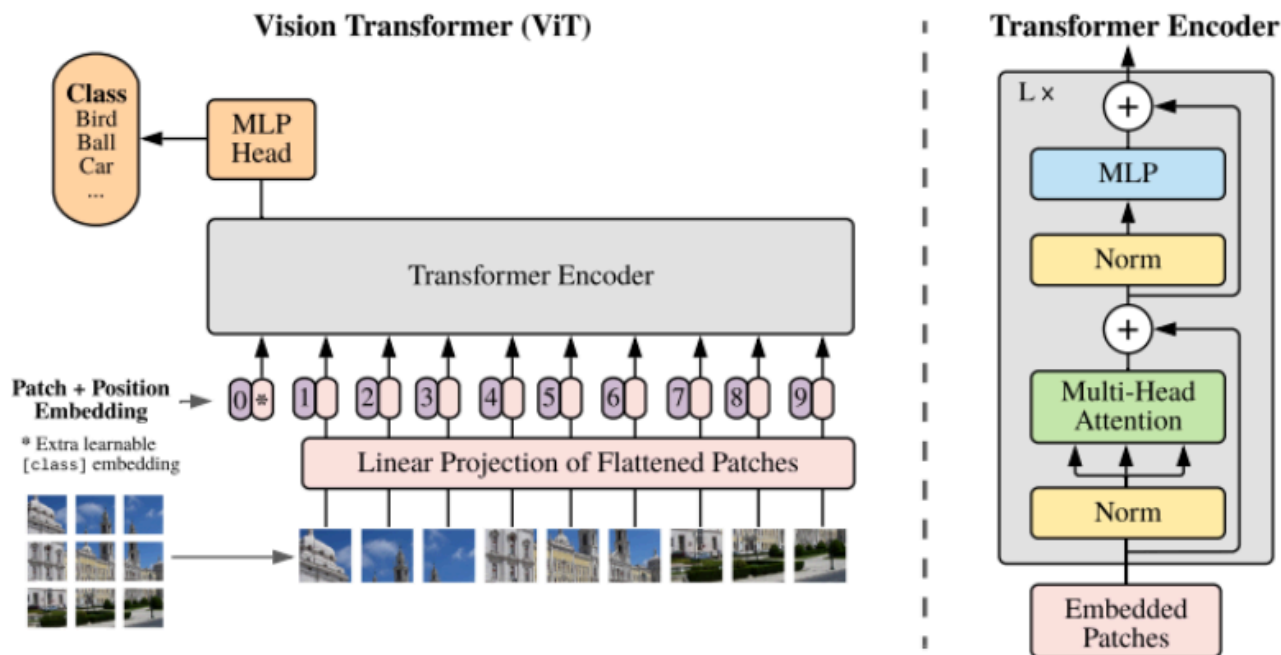 Vision Transformer (ViT)
Class
Bird
Ball
Car
...
MLP
Head
Transformer Encoder
Patch + Position
Embedding
* Extra learnable
[class] embedding
0 * 1 2 3 4 5 6 7 8 9
Linear Projection of Flattened Patches
Transformer Encoder
L ×
+
MLP
Norm
+
Multi-Head
Attention
Norm
Embedded
Patches